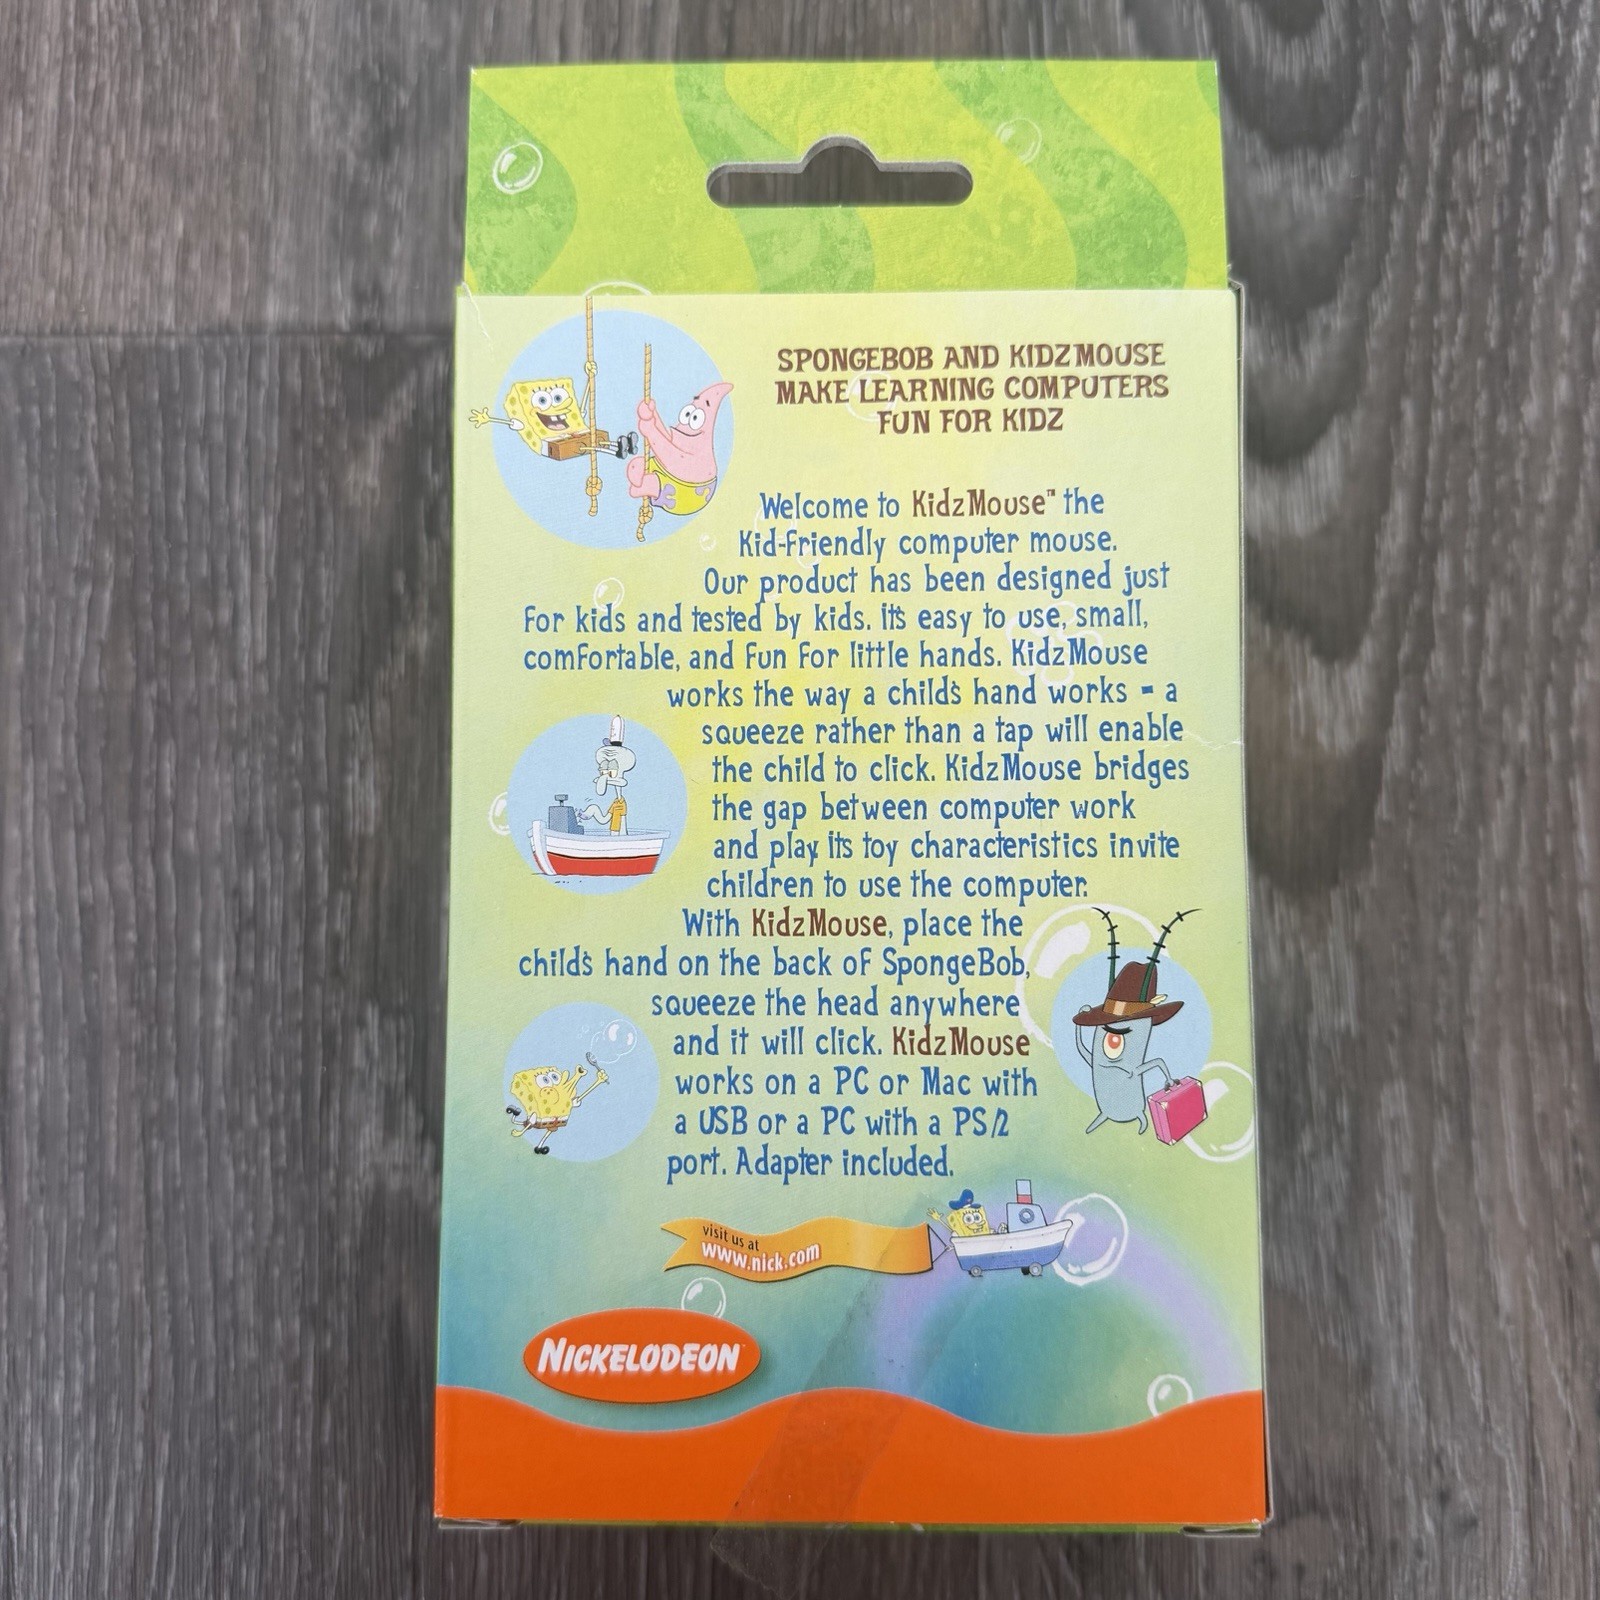 SPONGEBOB AND KIDZMOUSE
MAKE LEARNING COMPUTERS
FUN FOR KIDZ
Welcome to KidzMouse™ the
Kid-Friendly computer mouse.
Our product has been designed just
For kids and tested by kids. It's easy to use, small,
comFortable, and Fun For little hands. KidzMouse
works the way a child's hand works - a
squeeze rather than a tap will enable
the child to click. KidzMouse bridges
the gap between computer work
and play. Its toy characteristics invite
children to use the computer.
With KidzMouse, place the
child's hand on the back oF SpongeBob,
squeeze the head anywhere
and it will click. KidzMouse
works on a PC or Mac with
a USB or a PC with a PS/2
port. Adapter included.
visit us at
www.nick.com
NICKELODEON